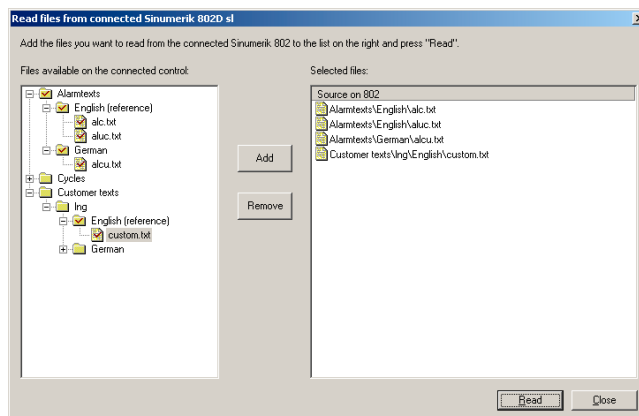 Read files from connected Sinumerik 802D sl
Add the files you want to read from the connected Sinumerik 802 to the list on the right and press "Read".
Files available on the connected control:
Alarmtexts
English (reference)
alc.txt
aluc.txt
German
alcu.txt
Cycles
Customer texts
lng
English (reference)
custom.txt
German
Add
Remove
Selected files:
Source on 802
Alarmtexts\English\alc.txt
Alarmtexts\English\aluc.txt
Alarmtexts\German\alcu.txt
Customer texts\lng\English\custom.txt
Read
Close